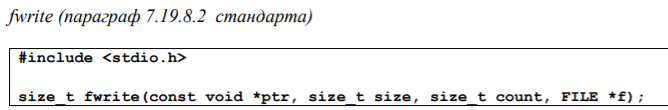 fwrite (параграф 7.19.8.2 стандарта)
#include <stdio.h>
size_t fwrite(const void *ptr, size_t size, size_t count, FILE *f);